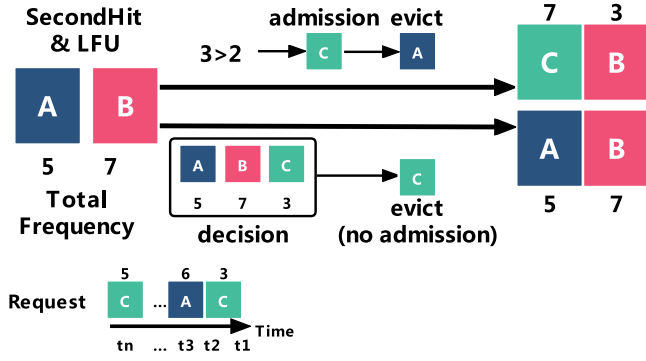 SecondHit
& LFU
A B
5 7
Total
Frequency
admission evict
3>2 C A
A B C
5 7 3
decision
C
evict
(no admission)
7 3
C B
A B
5 7
Request
5 6 3
C ... A C
Time
tn ... t3 t2 t1